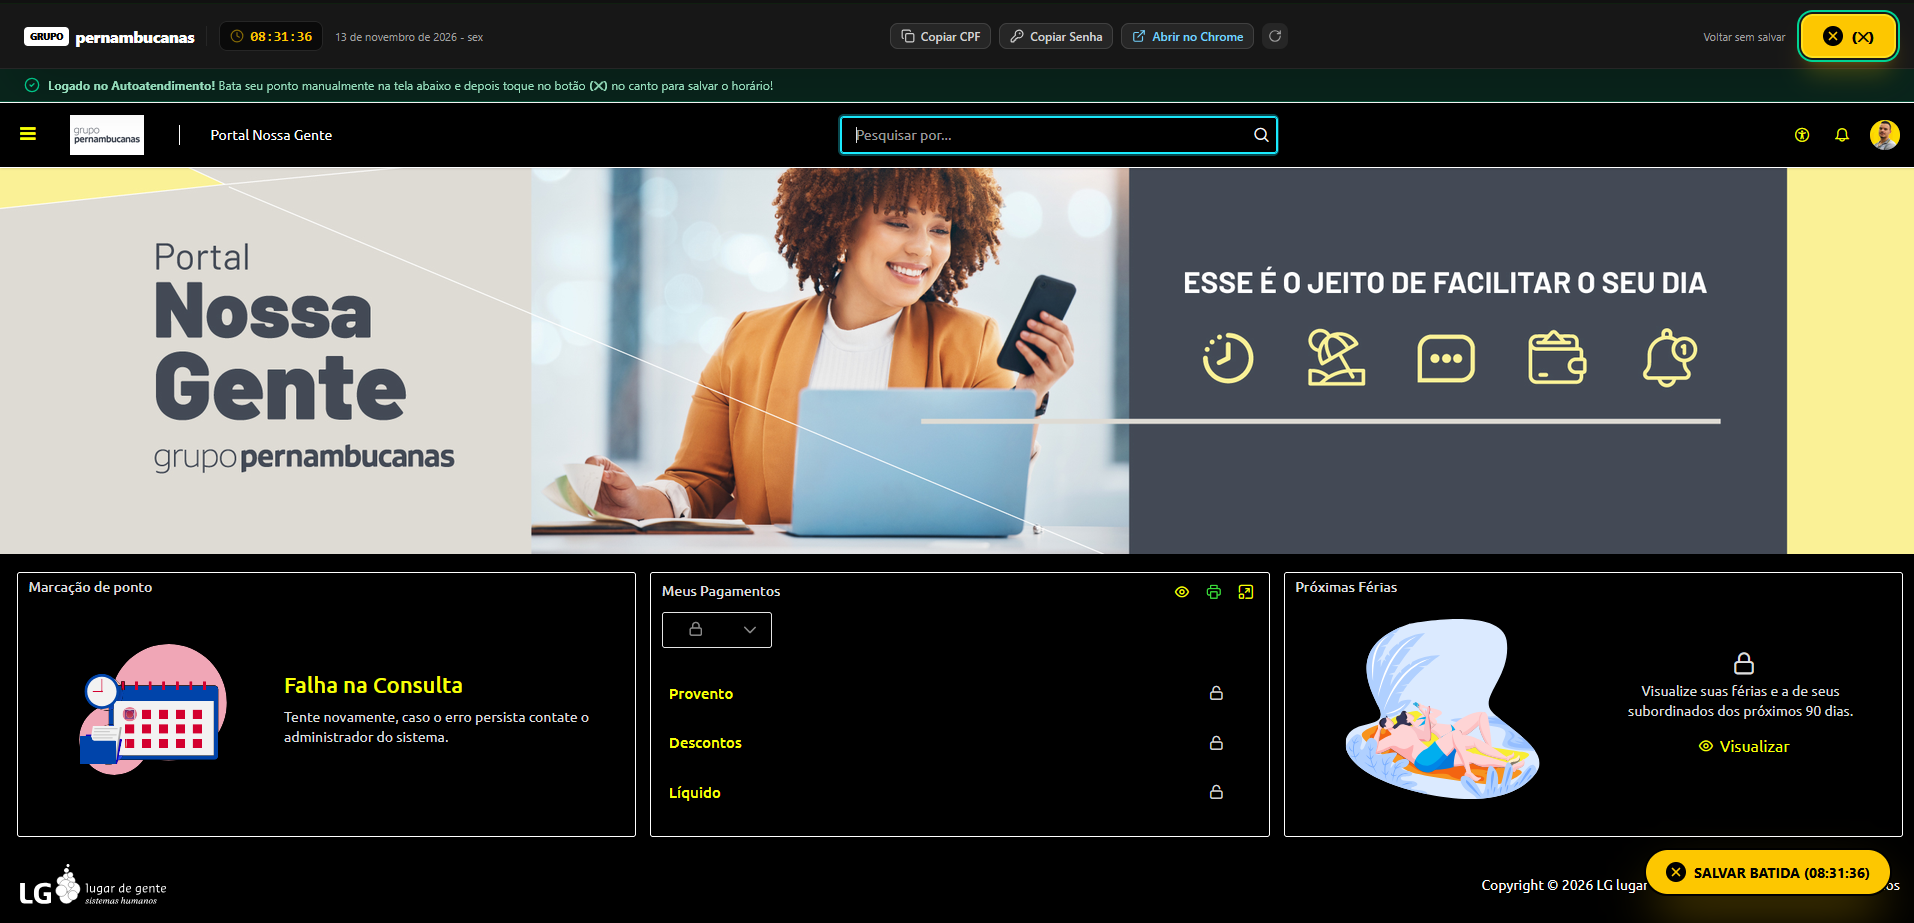 GRUPO pernambucanas
08:31:36
13 de novembro de 2026 - sex
Copiar CPF
Copiar Senha
Abrir no Chrome
Voltar sem salvar
(X)
Logado no Autoatendimento! Bata seu ponto manualmente na tela abaixo e depois toque no botão (X) no canto para salvar o horário!
grupo
pernambucanas
Portal Nossa Gente
Pesquisar por...
Portal
Nossa
Gente
grupopernambucanas
ESSE É O JEITO DE FACILITAR O SEU DIA
1
Marcação de ponto
Falha na Consulta
Tente novamente, caso o erro persista contate o
administrador do sistema.
Meus Pagamentos
Provento
Descontos
Líquido
Próximas Férias
Visualize suas férias e a de seus
subordinados dos próximos 90 dias.
Visualizar
LG lugar de gente
sistemas humanos
Copyright © 2026 LG lugar
os
SALVAR BATIDA (08:31:36)